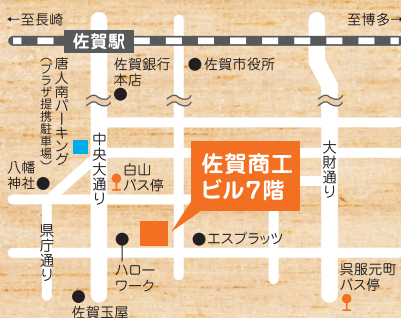 ←至長崎
至博多→
佐賀駅
佐賀銀行
本店
佐賀市役所
唐人南パーキング
（プラザ提携駐車場）
中央大通り
大財通り
白山
バス停
佐賀商工
ビル7階
八幡
神社
県庁通り
エスプラッツ
ハロー
ワーク
呉服元町
バス停
佐賀玉屋